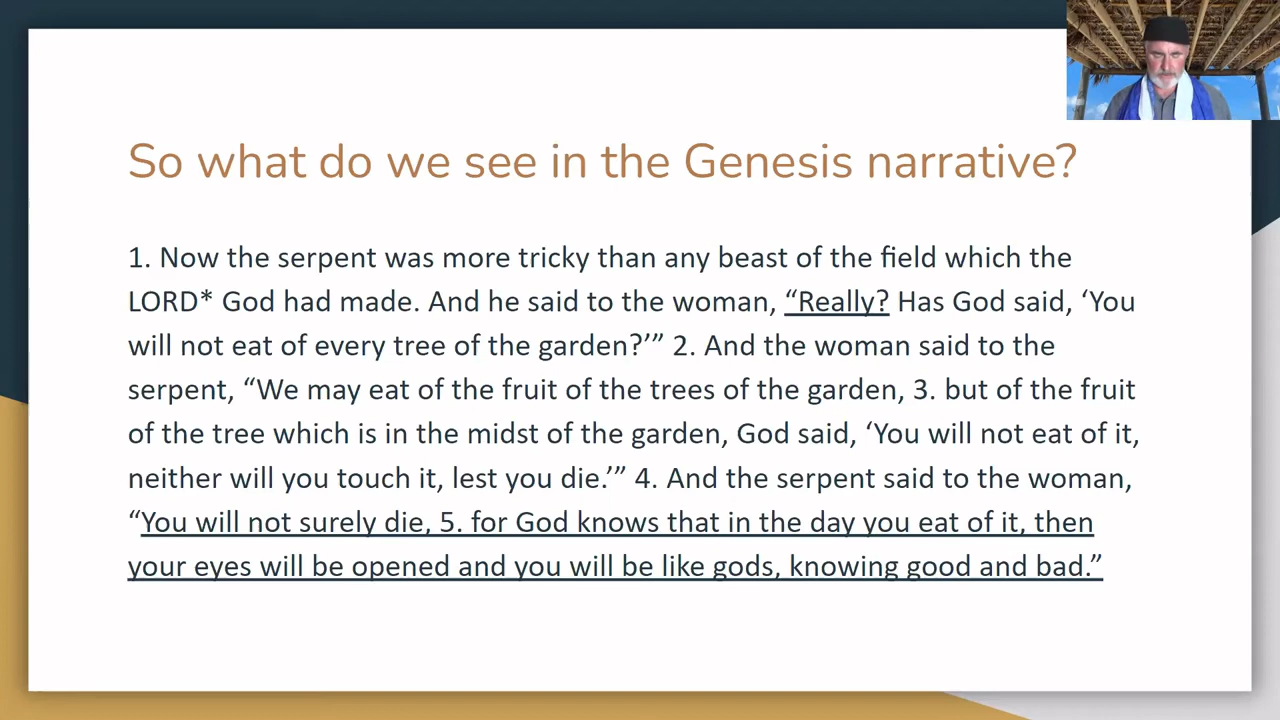 So what do we see in the Genesis narrative?
1. Now the serpent was more tricky than any beast of the field which the
LORD* God had made. And he said to the woman, “Really? Has God said, ‘You
will not eat of every tree of the garden?’” 2. And the woman said to the
serpent, “We may eat of the fruit of the trees of the garden, 3. but of the fruit
of the tree which is in the midst of the garden, God said, ‘You will not eat of it,
neither will you touch it, lest you die.’” 4. And the serpent said to the woman,
“You will not surely die, 5. for God knows that in the day you eat of it, then
your eyes will be opened and you will be like gods, knowing good and bad.”